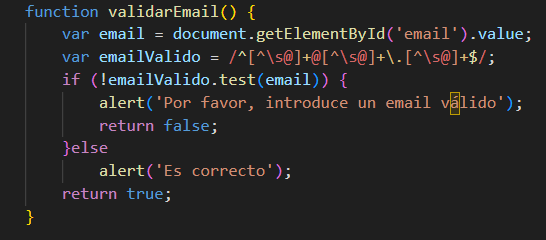 function validarEmail() {
    var email = document.getElementById('email').value;
    var emailValido = /^[^\s@]+@[^\s@]+\.[^\s@]+$/;
    if (!emailValido.test(email)) {
        alert('Por favor, introduce un email válido');
        return false;
    }else
        alert('Es correcto');
    return true;
}